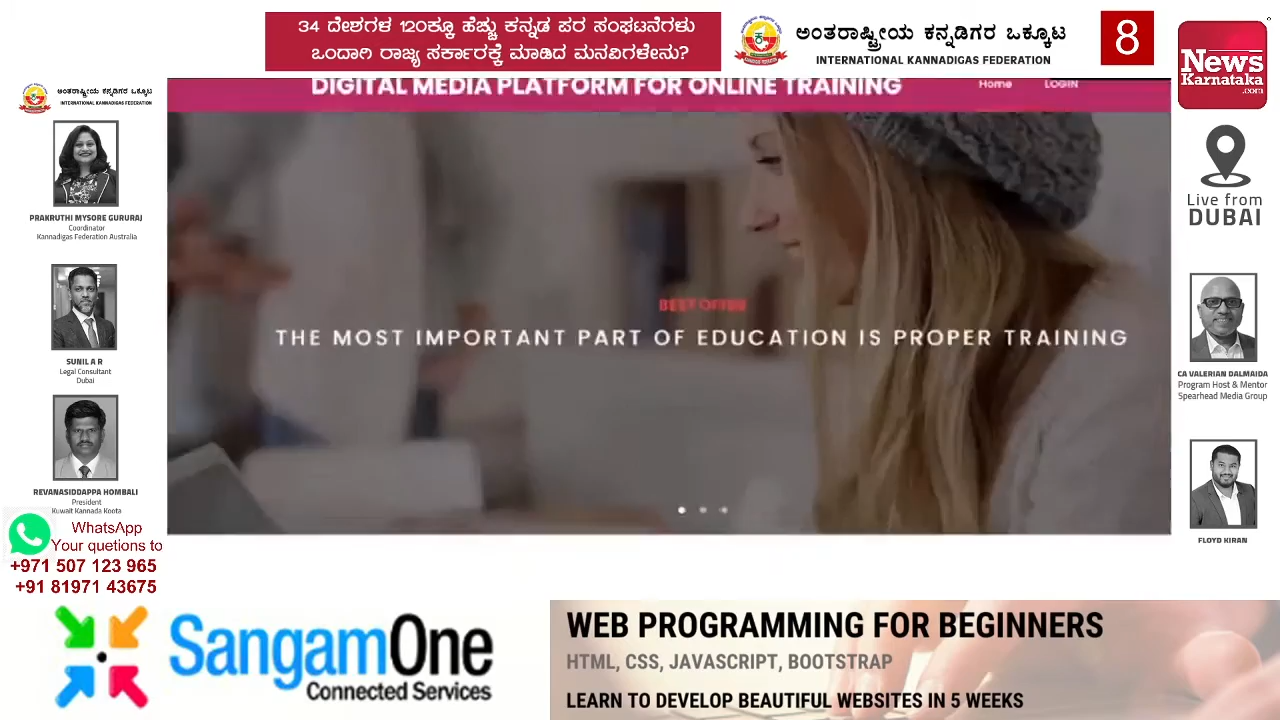 34 ದೇಶಗಳ 120ಕ್ಕೂ ಹೆಚ್ಚು ಕನ್ನಡ ಪರ ಸಂಘಟನೆಗಳು
ಒಂದಾಗಿ ರಾಜ್ಯ ಸರ್ಕಾರಕ್ಕೆ ಮಾಡಿದ ಮನವಿಗಳೇನು?
ಅಂತರಾಷ್ಟ್ರೀಯ ಕನ್ನಡಿಗರ ಒಕ್ಕೂಟ
INTERNATIONAL KANNADIGAS FEDERATION
8
News
Karnataka
.com
ಅಂತರಾಷ್ಟ್ರೀಯ ಕನ್ನಡಿಗರ ಒಕ್ಕೂಟ
INTERNATIONAL KANNADIGAS FEDERATION
PRAKRUTHI MYSORE GURURAJ
Coordinator
Kannadigas Federation Australia
SUNIL A R
Legal Consultant
Dubai
REVANASIDDAPPA HOMBALI
President
Kuwait Kannada Koota
WhatsApp
Your quetions to
+971 507 123 965
+91 81971 43675
DIGITAL MEDIA PLATFORM FOR ONLINE TRAINING
Home LOGIN
BEST OFFER
THE MOST IMPORTANT PART OF EDUCATION IS PROPER TRAINING
Live from
DUBAI
CA VALERIAN DALMAIDA
Program Host & Mentor
Spearhead Media Group
FLOYD KIRAN
SangamOne
Connected Services
WEB PROGRAMMING FOR BEGINNERS
HTML, CSS, JAVASCRIPT, BOOTSTRAP
LEARN TO DEVELOP BEAUTIFUL WEBSITES IN 5 WEEKS